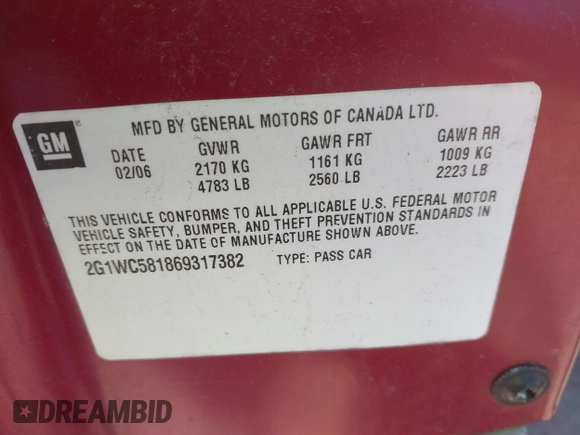 GM
MFD BY GENERAL MOTORS OF CANADA LTD.
DATE GVWR GAWR FRT GAWR RR
02/06 2170 KG 1161 KG 1009 KG
4783 LB 2560 LB 2223 LB
THIS VEHICLE CONFORMS TO ALL APPLICABLE U.S. FEDERAL MOTOR
VEHICLE SAFETY, BUMPER, AND THEFT PREVENTION STANDARDS IN
EFFECT ON THE DATE OF MANUFACTURE SHOWN ABOVE.
2G1WC581869317382 TYPE: PASS CAR
DREAMBID